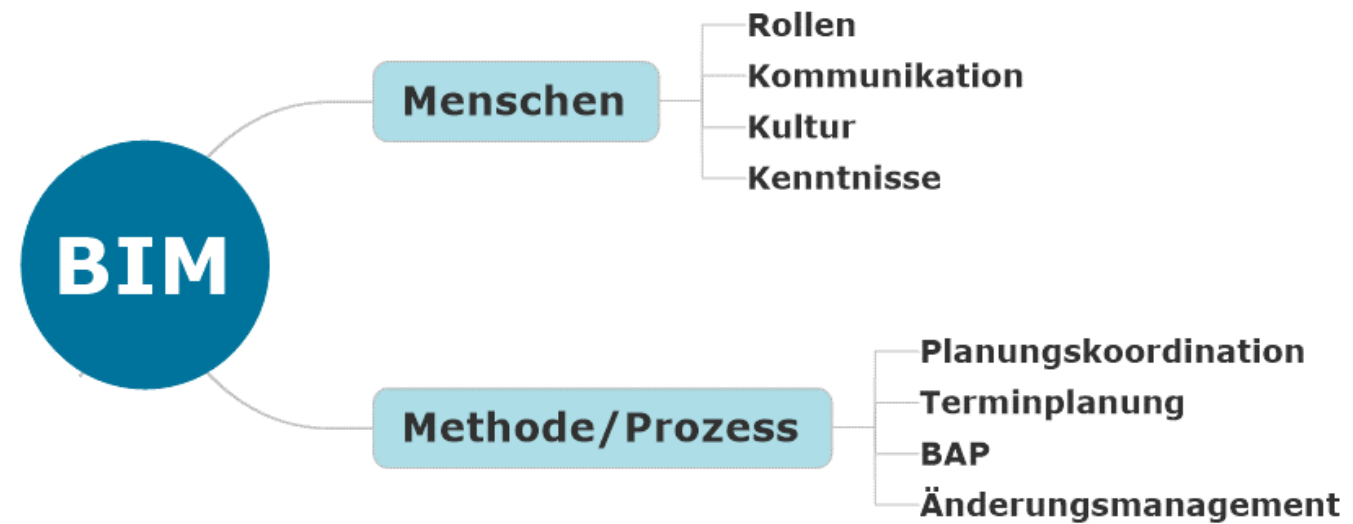 BIM
Menschen
Rollen
Kommunikation
Kultur
Kenntnisse
Methode/Prozess
Planungskoordination
Terminplanung
BAP
Änderungsmanagement